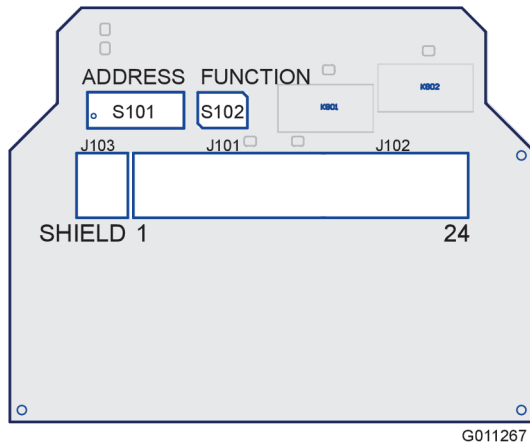 ADDRESS FUNCTION
S101 S102
K801
K802
J103 J101 J102
SHIELD 1 24
G011267